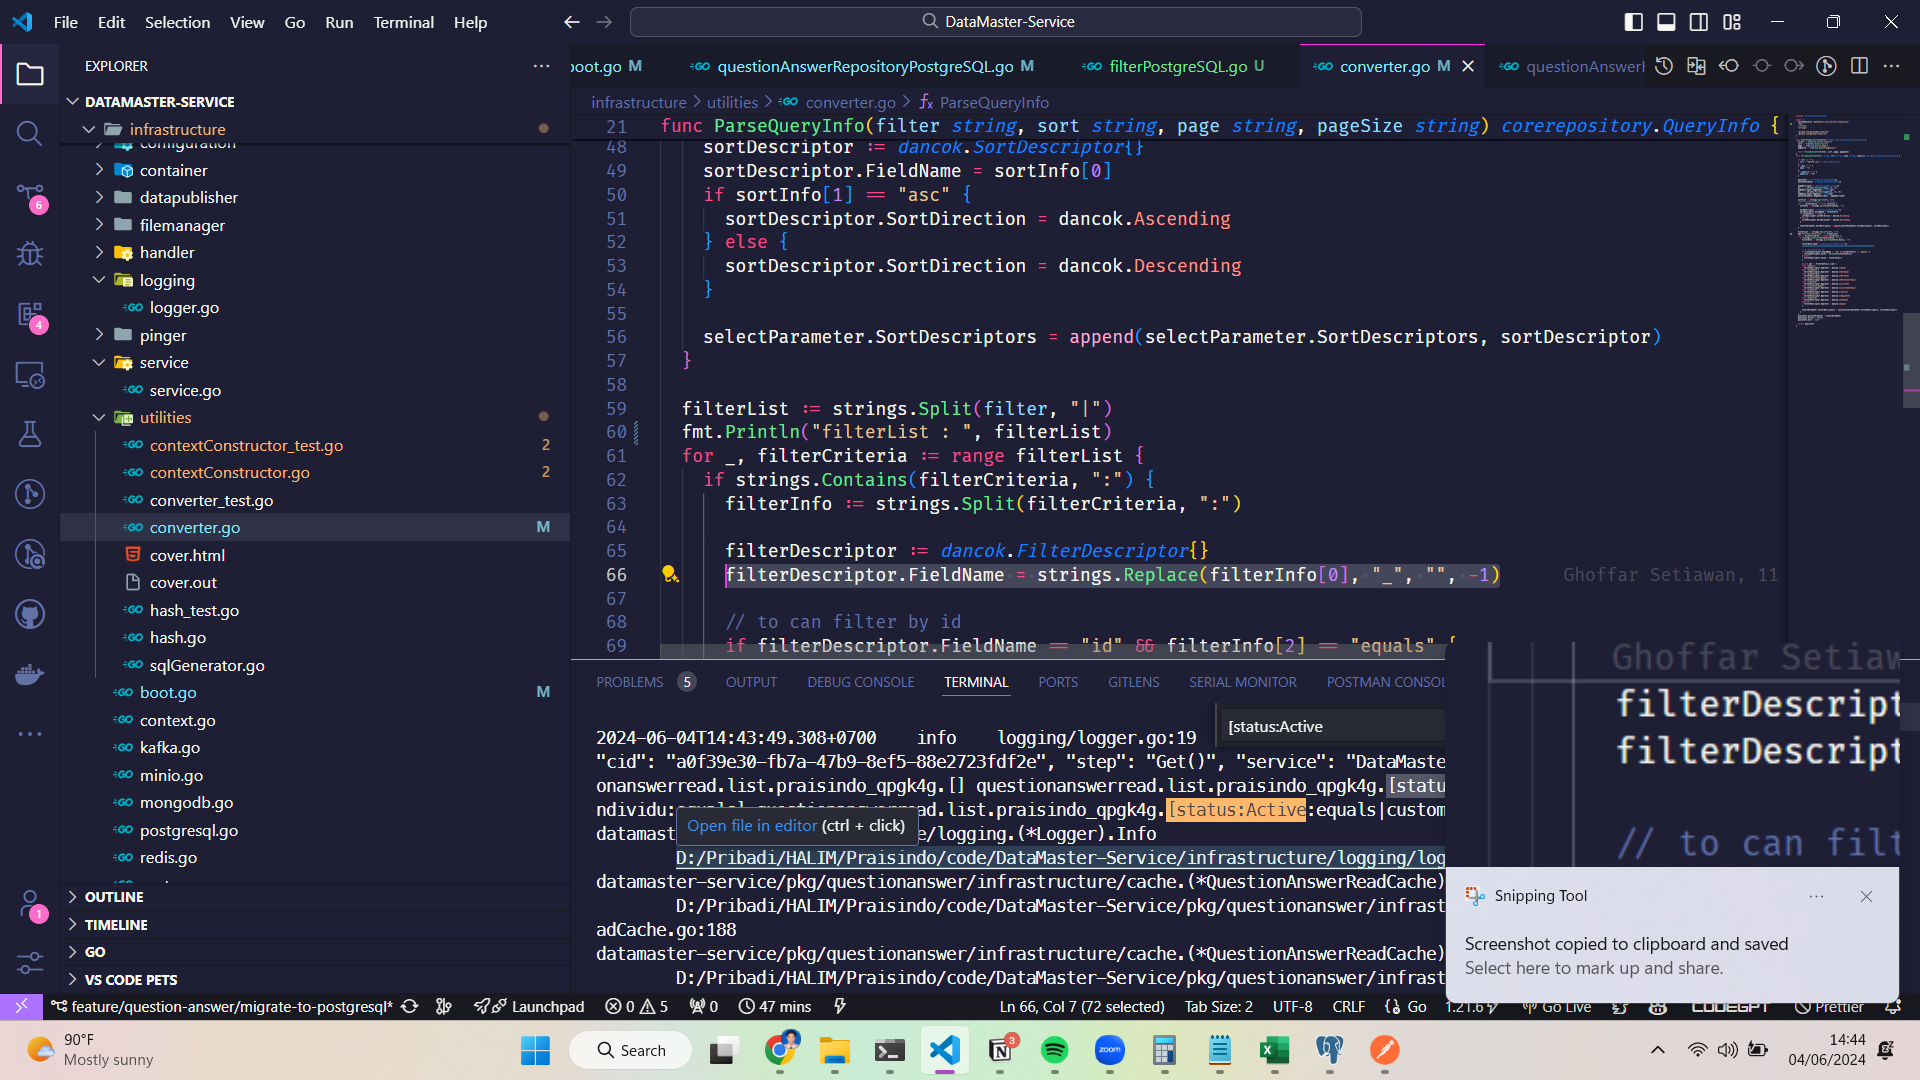 File Edit Selection View Go Run Terminal Help
DataMaster-Service
EXPLORER
DATAMASTER-SERVICE
infrastructure
configuration
container
datapublisher
filemanager
handler
logging
logger.go
pinger
service
service.go
utilities
contextConstructor_test.go 2
contextConstructor.go 2
converter_test.go
converter.go M
cover.html
cover.out
hash_test.go
hash.go
sqlGenerator.go
boot.go M
context.go
kafka.go
minio.go
mongodb.go
postgresql.go
redis.go
OUTLINE
TIMELINE
GO
VS CODE PETS
6
4
1
boot.go M questionAnswerRepositoryPostgreSQL.go M filterPostgreSQL.go U converter.go M questionAnswerR
infrastructure > utilities > converter.go > ParseQueryInfo
21 func ParseQueryInfo(filter string, sort string, page string, pageSize string) corerepository.QueryInfo {
48 sortDescriptor := dancok.SortDescriptor{}
49 sortDescriptor.FieldName = sortInfo[0]
50 if sortInfo[1] == "asc" {
51 sortDescriptor.SortDirection = dancok.Ascending
52 } else {
53 sortDescriptor.SortDirection = dancok.Descending
54 }
55
56 selectParameter.SortDescriptors = append(selectParameter.SortDescriptors, sortDescriptor)
57 }
58
59 filterList := strings.Split(filter, "|")
60 fmt.Println("filterList : ", filterList)
61 for _, filterCriteria := range filterList {
62 if strings.Contains(filterCriteria, ":") {
63 filterInfo := strings.Split(filterCriteria, ":")
64
65 filterDescriptor := dancok.FilterDescriptor{}
66 filterDescriptor.FieldName = strings.Replace(filterInfo[0], "_", "", -1) Ghoffar Setiawan, 11
67
68 // to can filter by id
69 if filterDescriptor.FieldName == "id" && filterInfo[2] == "equals" {
PROBLEMS 5 OUTPUT DEBUG CONSOLE TERMINAL PORTS GITLENS SERIAL MONITOR POSTMAN CONSOL
[status:Active
2024-06-04T14:43:49.308+0700 info logging/logger.go:19
"cid": "a0f39e30-fb7a-47b9-8ef5-88e2723fdf2e", "step": "Get()", "service": "DataMaste
onanswerread.list.praisindo_qpgk4g.[] questionanswerread.list.praisindo_qpgk4g.[statu
ndividu:equals] questionanswerread.list.praisindo_qpgk4g.[status:Active:equals|custom
datamast e/logging.(*Logger).Info
Open file in editor (ctrl + click)
D:/Pribadi/HALIM/Praisindo/code/DataMaster-Service/infrastructure/logging/log
datamaster-service/pkg/questionanswer/infrastructure/cache.(*QuestionAnswerReadCache)
D:/Pribadi/HALIM/Praisindo/code/DataMaster-Service/pkg/questionanswer/infrast
adCache.go:188
datamaster-service/pkg/questionanswer/infrastructure/cache.(*QuestionAnswerReadCache)
D:/Pribadi/HALIM/Praisindo/code/DataMaster-Service/pkg/questionanswer/infrast
Ghoffar Setiaw
filterDescript
filterDescript
// to can filt
Snipping Tool
Screenshot copied to clipboard and saved
Select here to mark up and share.
feature/question-answer/migrate-to-postgresql* Launchpad 0 5 0 47 mins Ln 66, Col 7 (72 selected) Tab Size: 2 UTF-8 CRLF Go 1.21.6 Go Live CODEGPT Prettier
90°F
Mostly sunny
Search
3
zoom
14:44
04/06/2024